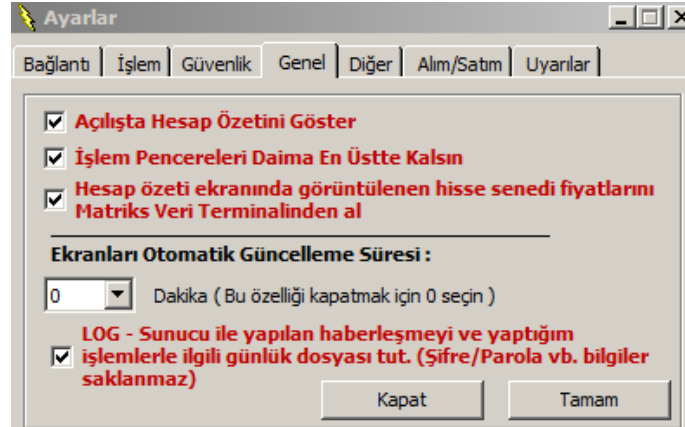 Ayarlar
Bağlantı İşlem Güvenlik Genel Diğer Alım/Satım Uyarılar
Açılışta Hesap Özetini Göster
İşlem Pencereleri Daima En Üstte Kalsın
Hesap özeti ekranında görüntülenen hisse senedi fiyatlarını
Matriks Veri Terminalinden al
Ekranları Otomatik Güncelleme Süresi :
0 Dakika ( Bu özelliği kapatmak için 0 seçin )
LOG - Sunucu ile yapılan haberleşmeyi ve yaptığım
işlemlerle ilgili günlük dosyası tut. (Şifre/Parola vb. bilgiler
saklanmaz)
Kapat Tamam